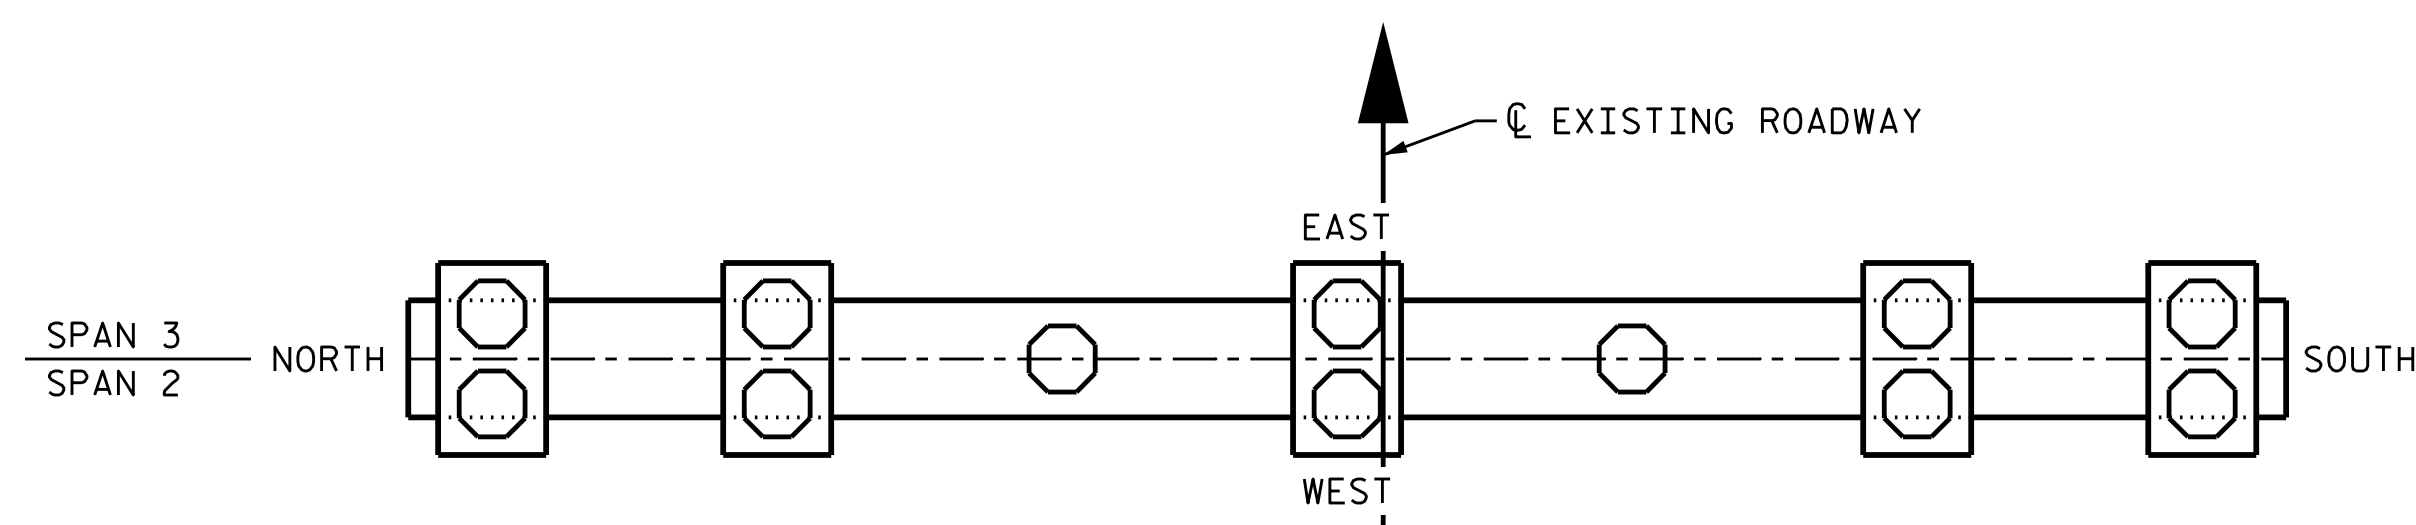 ℄ EXISTING ROADWAY
EAST
SPAN 3
NORTH
SOUTH
SPAN 2
WEST